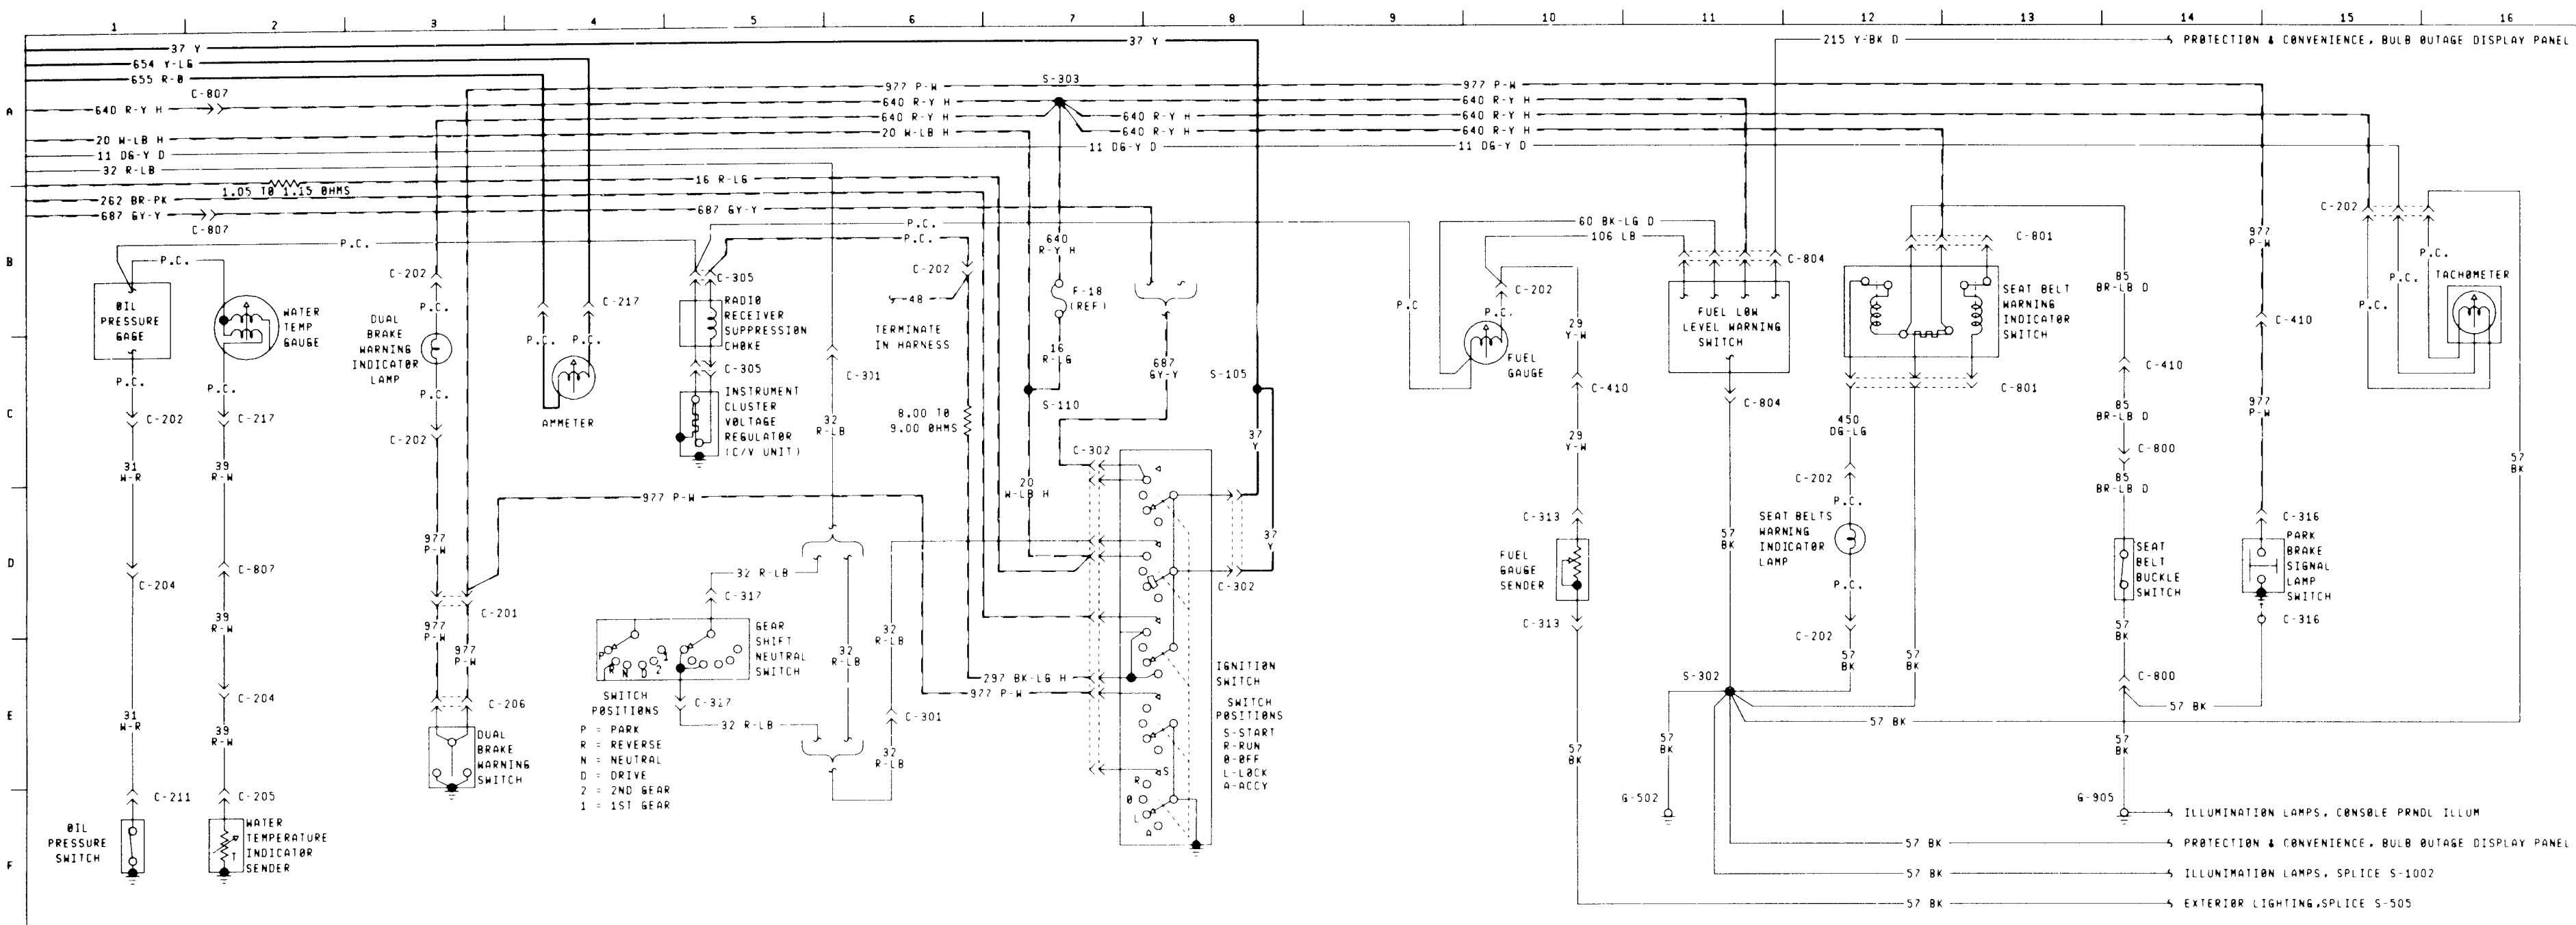 1 2 3 4 5 6 7 8 9 10 11 12 13 14 15 16
A
B
C
D
E
F
37 Y
37 Y
215 Y-BK D
PROTECTION & CONVENIENCE, BULB OUTAGE DISPLAY PANEL
654 Y-LG
655 R-O
C-807
S-303
977 P-W
977 P-W
640 R-Y H
640 R-Y H
640 R-Y H
640 R-Y H
640 R-Y H
640 R-Y H
640 R-Y H
640 R-Y H
20 W-LB H
20 W-LB H
11 DG-Y D
11 DG-Y D
11 DG-Y D
32 R-LB
16 R-LG
1.05 TO 1.15 OHMS
262 BR-PK
687 GY-Y
687 GY-Y
C-807
P.C.
P.C.
P.C.
P.C.
60 BK-LG D
106 LB
C-202
C-801
C-804
C-202
C-305
C-202
640
R-Y H
977
P-W
85
BR-LB D
P.C.
P.C.
P.C.
TACHOMETER
OIL
PRESSURE
GAGE
WATER
TEMP
GAUGE
DUAL
BRAKE
WARNING
INDICATOR
LAMP
P.C.
C-217
P.C.
P.C.
AMMETER
RADIO
RECEIVER
SUPPRESSION
CHOKE
48
TERMINATE
IN HARNESS
F-18
(REF)
P.C
C-202
P.C.
FUEL
GAUGE
29
Y-W
FUEL LOW
LEVEL WARNING
SWITCH
SEAT BELT
WARNING
INDICATOR
SWITCH
C-410
C-305
INSTRUMENT
CLUSTER
VOLTAGE
REGULATOR
(C/V UNIT)
C-301
32
R-LB
8.00 TO
9.00 OHMS
16
R-LG
S-110
687
GY-Y
S-105
C-410
C-804
C-801
C-410
P.C.
P.C.
P.C.
C-202
C-217
C-202
C-302
37
Y
29
Y-W
450
DG-LG
85
BR-LB D
977
P-W
C-800
57
BK
31
W-R
39
R-W
977 P-W
20
W-LB H
C-202
P.C.
85
BR-LB D
C-313
SEAT BELTS
WARNING
INDICATOR
LAMP
C-316
PARK
BRAKE
SIGNAL
LAMP
SWITCH
C-316
977
P-W
37
Y
C-302
FUEL
GAUGE
SENDER
57
BK
SEAT
BELT
BUCKLE
SWITCH
C-204
C-807
32 R-LB
C-317
P.C.
C-201
C-313
39
R-W
977
P-W
977
P-W
P R N D 2 1
GEAR
SHIFT
NEUTRAL
SWITCH
32
R-LB
32
R-LB
C-202
57
BK
57
BK
57
BK
297 BK-LG H
977 P-W
IGNITION
SWITCH
S-302
C-800
57 BK
57 BK
C-204
C-206
SWITCH
POSITIONS
C-317
32 R-LB
C-301
P = PARK
R = REVERSE
N = NEUTRAL
D = DRIVE
2 = 2ND GEAR
1 = 1ST GEAR
SWITCH
POSITIONS
S-START
R-RUN
O-OFF
L-LOCK
A-ACCY
31
W-R
39
R-W
DUAL
BRAKE
WARNING
SWITCH
32
R-LB
S
R
O
L
A
57
BK
57
BK
57
BK
C-211
C-205
G-502
G-905
ILLUMINATION LAMPS, CONSOLE PRNDL ILLUM
OIL
PRESSURE
SWITCH
T
WATER
TEMPERATURE
INDICATOR
SENDER
57 BK
PROTECTION & CONVENIENCE, BULB OUTAGE DISPLAY PANEL
57 BK
ILLUNIMATION LAMPS, SPLICE S-1002
57 BK
EXTERIOR LIGHTING,SPLICE S-505